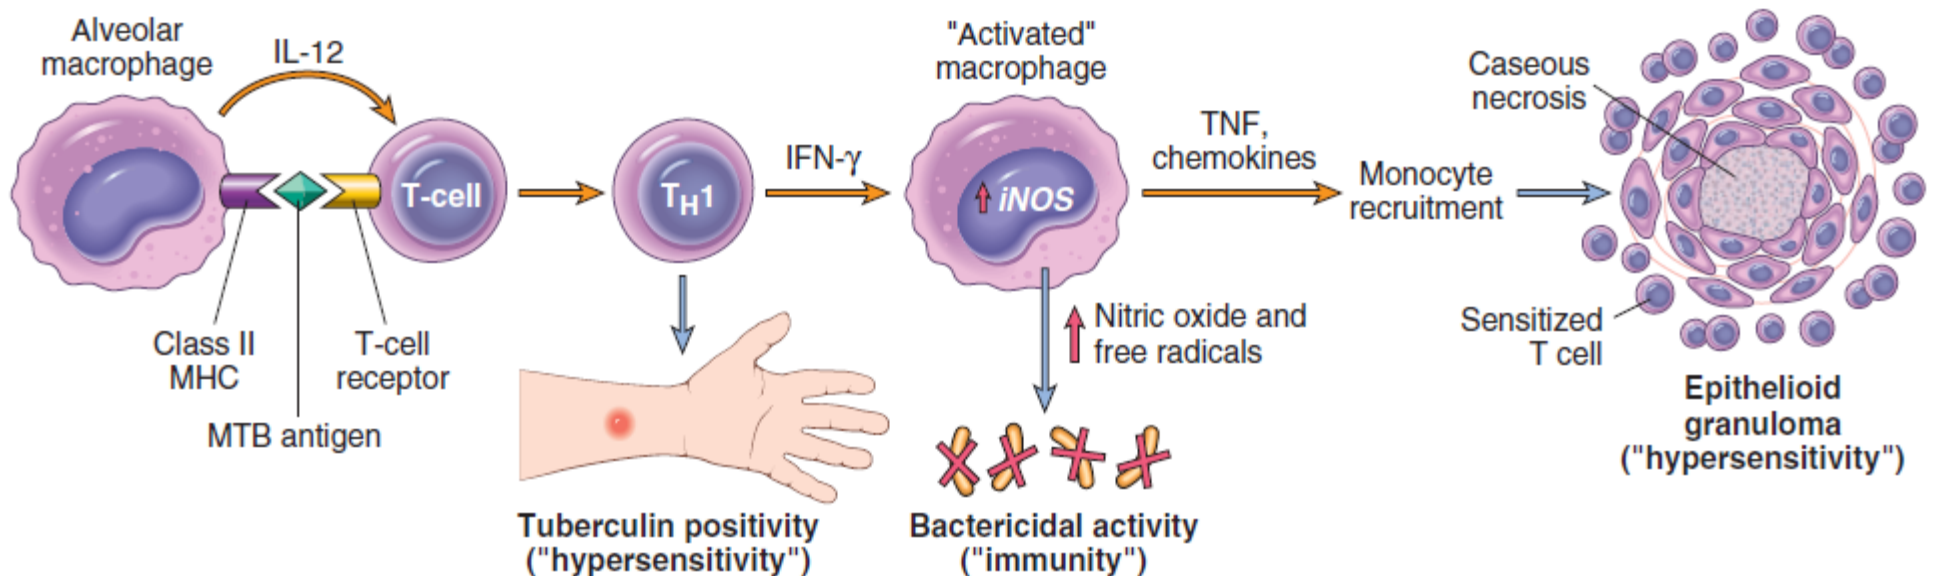 Alveolar
macrophage
IL-12
T-cell
Class II
MHC
T-cell
receptor
MTB antigen
TH1
IFN-γ
Tuberculin positivity
("hypersensitivity")
"Activated"
macrophage
iNOS
Nitric oxide and
free radicals
Bactericidal activity
("immunity")
TNF,
chemokines
Monocyte
recruitment
Caseous
necrosis
Sensitized
T cell
Epithelioid
granuloma
("hypersensitivity")